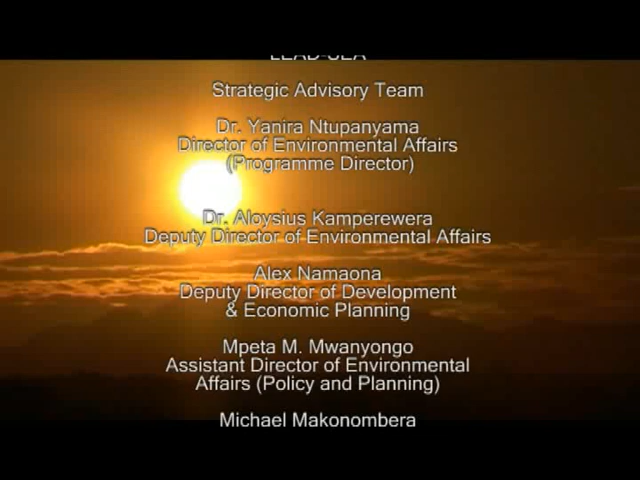 LEAD-SEA
Strategic Advisory Team
Dr. Yanira Ntupanyama
Director of Environmental Affairs
(Programme Director)
Dr. Aloysius Kamperewera
Deputy Director of Environmental Affairs
Alex Namaona
Deputy Director of Development
& Economic Planning
Mpeta M. Mwanyongo
Assistant Director of Environmental
Affairs (Policy and Planning)
Michael Makonombera